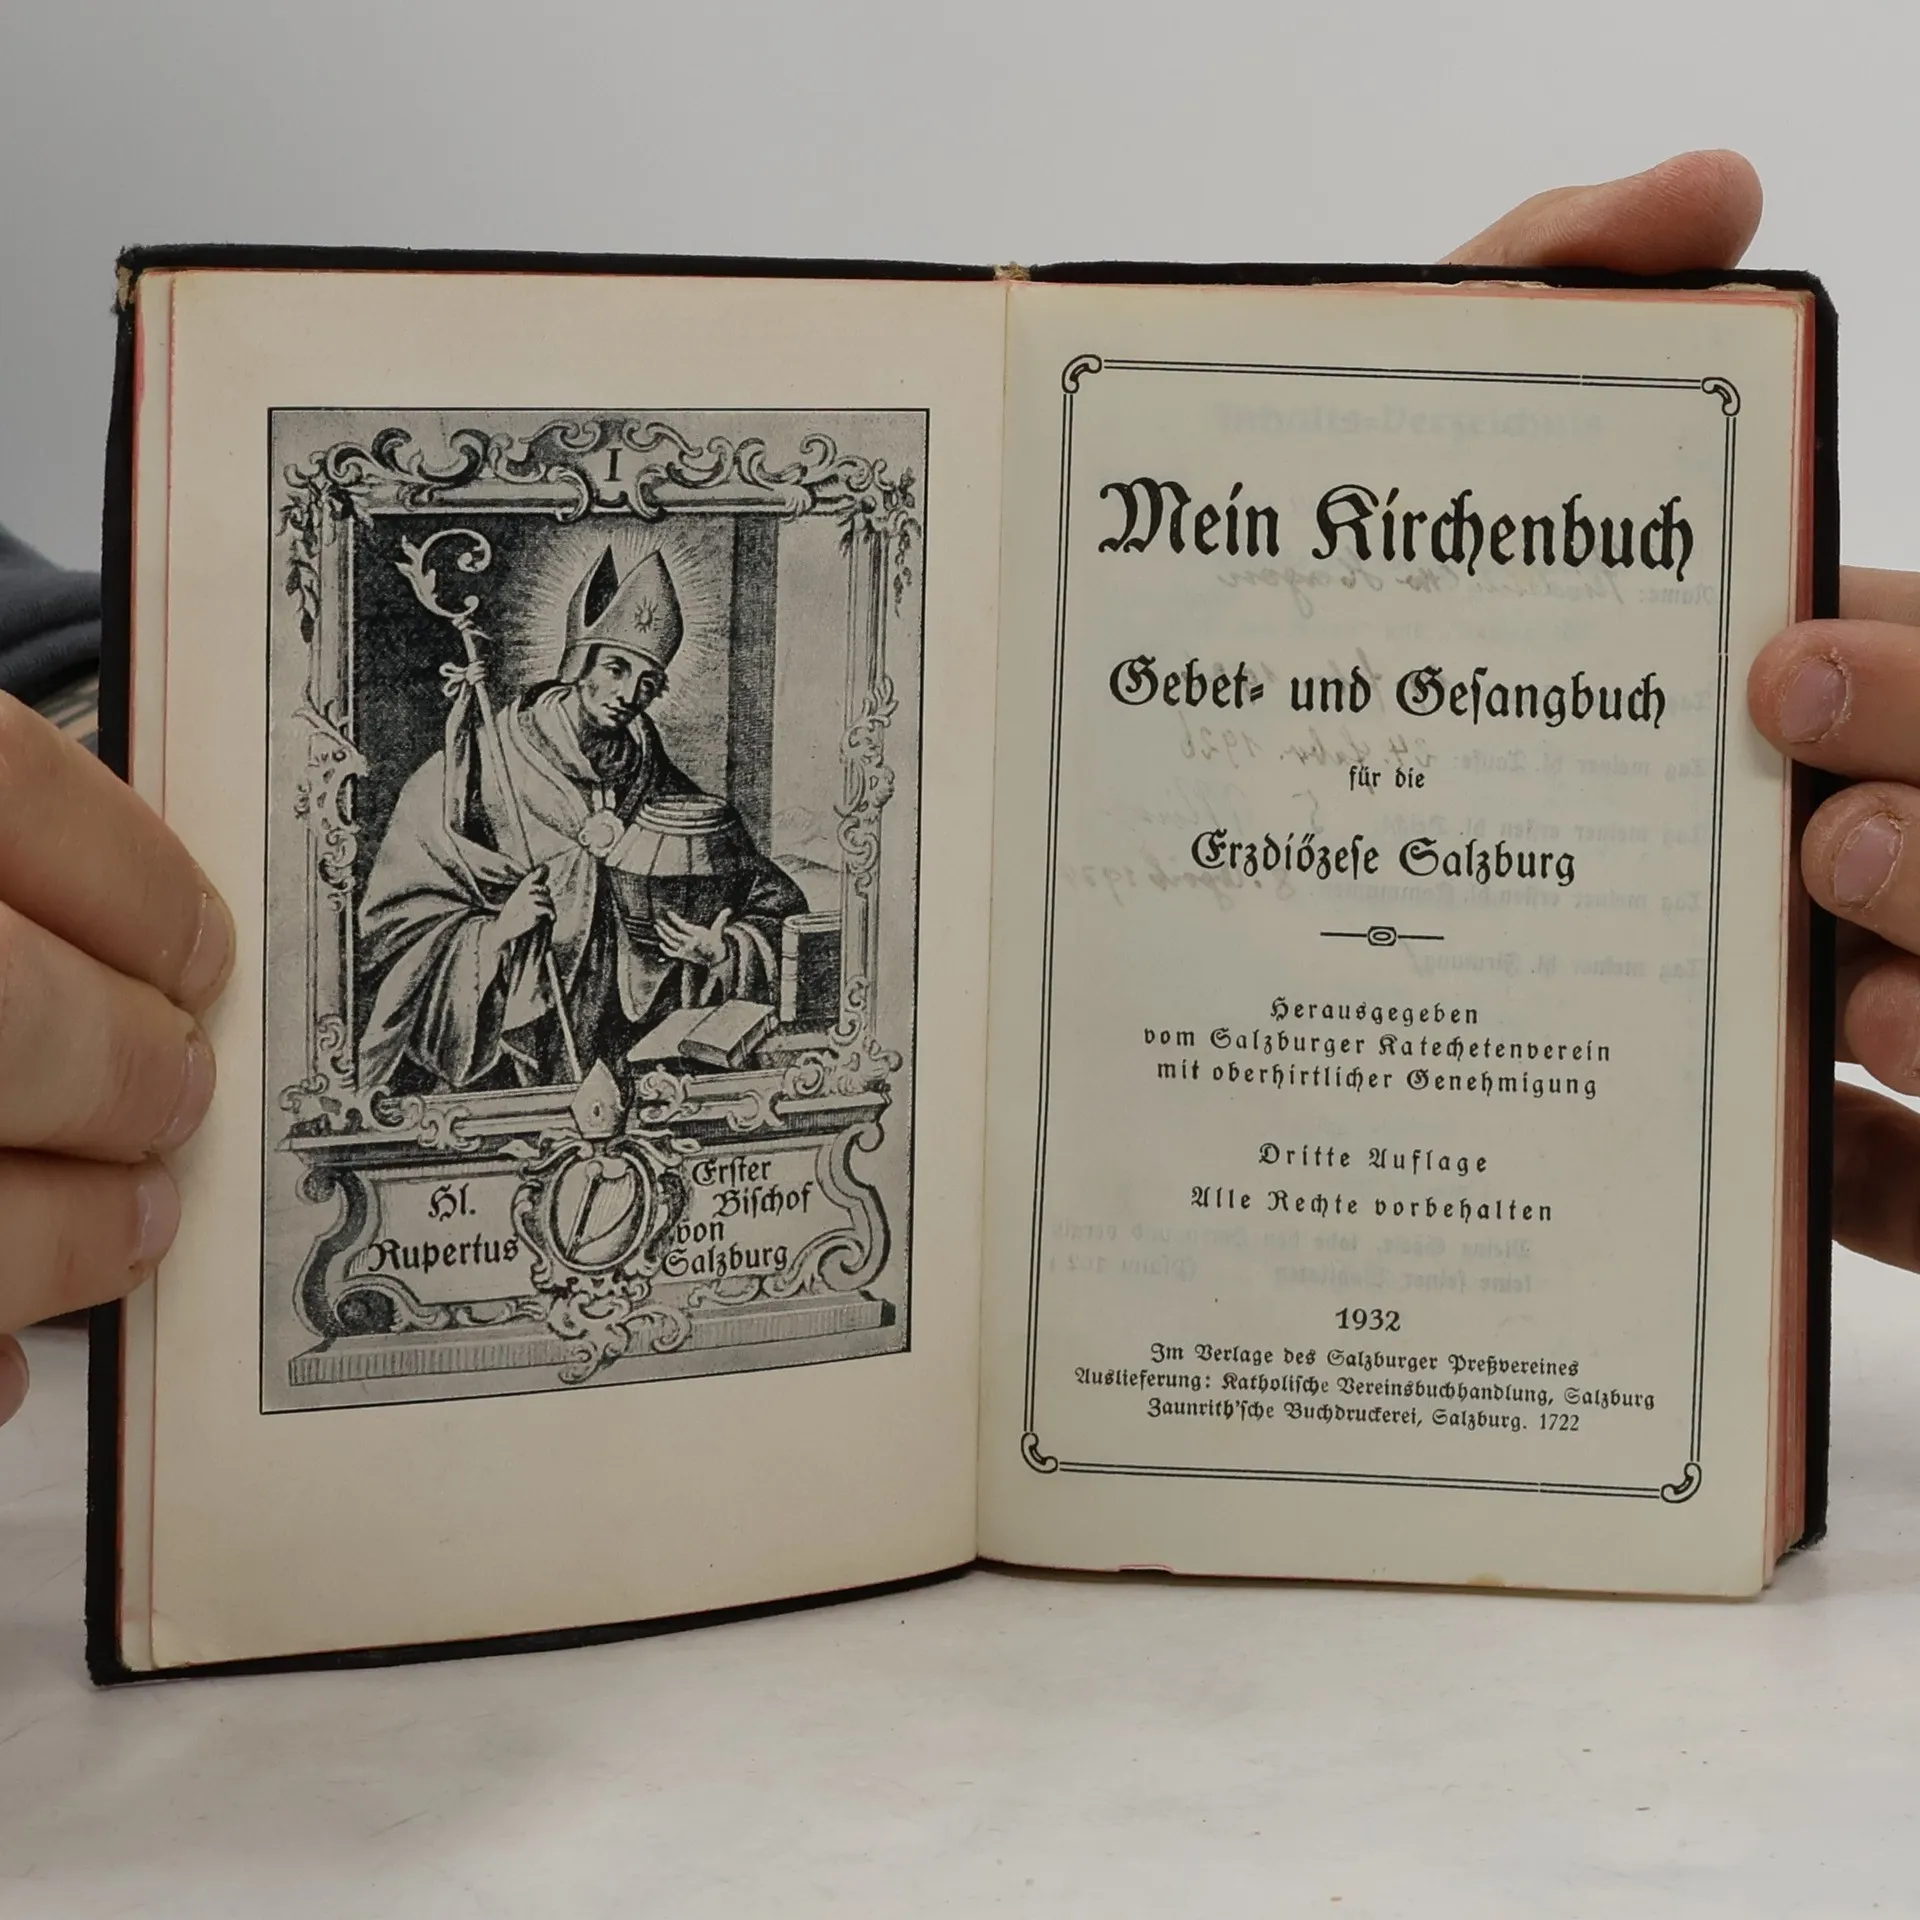 I
Hl.
Rupertus
Erster
Bischof
von
Salzburg
Mein Kirchenbuch
Gebet- und Gesangbuch
für die
Erzdiözese Salzburg
Herausgegeben
vom Salzburger Katechetenverein
mit oberhirtlicher Genehmigung
Dritte Auflage
Alle Rechte vorbehalten
1932
Im Verlage des Salzburger Preßvereines
Auslieferung: Katholische Vereinsbuchhandlung, Salzburg
Zaunrith'sche Buchdruckerei, Salzburg. 1722